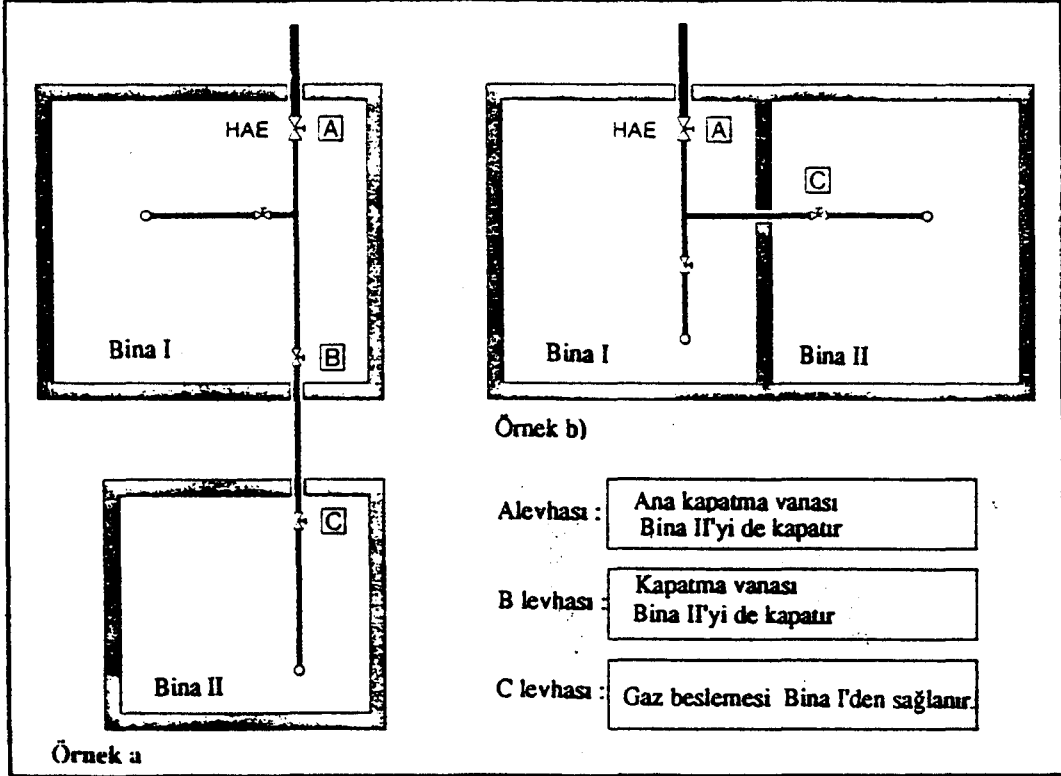 HAE
A
Bina I
B
C
Bina II
Örnek a
HAE
A
C
Bina I
Bina II
Örnek b)
Alevhası :
Ana kapatma vanası
Bina II'yi de kapatır
B levhası :
Kapatma vanası
Bina II'yi de kapatır
C levhası :
Gaz beslemesi Bina I'den sağlanır.